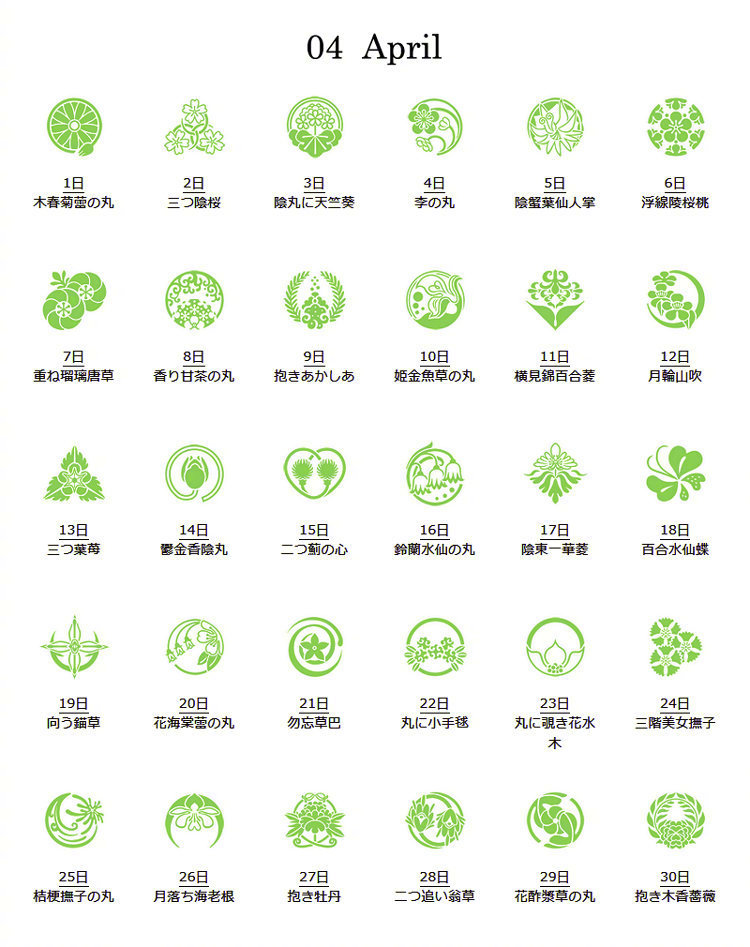 04 April
1日 2日 3日 4日 5日 6日
木春菊蕾の丸 三つ陰桜 陰丸に天竺葵 李の丸 陰蟹葉仙人掌 浮線陵桜桃
7日 8日 9日 10日 11日 12日
重ね瑠璃唐草 香り甘茶の丸 抱きあかしあ 姫金魚草の丸 横見錦百合菱 月輪山吹
13日 14日 15日 16日 17日 18日
三つ葉苺 鬱金香陰丸 二つ薊の心 鈴蘭水仙の丸 陰東一華菱 百合水仙蝶
19日 20日 21日 22日 23日 24日
向う錨草 花海棠蕾の丸 勿忘草巴 丸に小手毬 丸に覗き花水 三階美女撫子
木
25日 26日 27日 28日 29日 30日
桔梗撫子の丸 月落ち海老根 抱き牡丹 二つ追い翁草 花酢漿草の丸 抱き木香薔薇